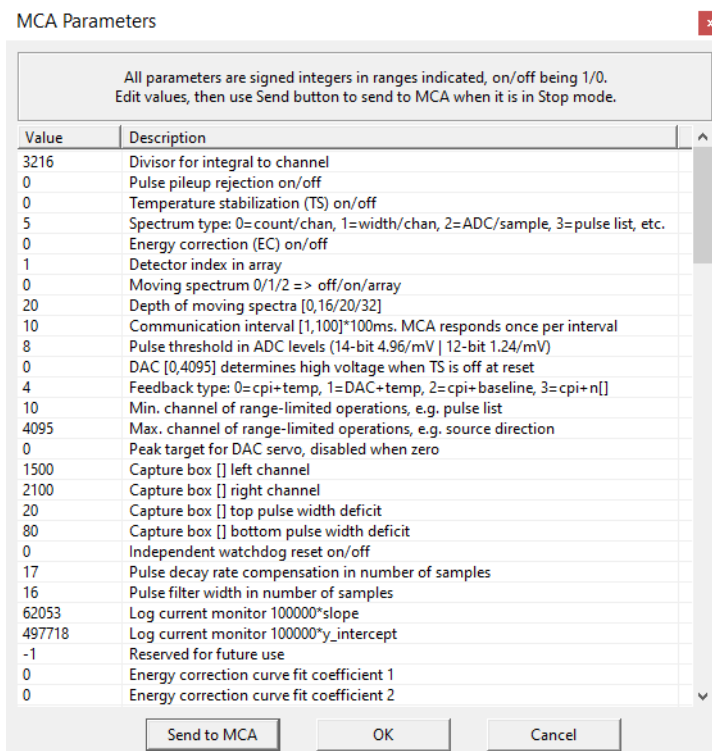 MCA Parameters
x
All parameters are signed integers in ranges indicated, on/off being 1/0.
Edit values, then use Send button to send to MCA when it is in Stop mode.
Value Description
3216 Divisor for integral to channel
0 Pulse pileup rejection on/off
0 Temperature stabilization (TS) on/off
5 Spectrum type: 0=count/chan, 1=width/chan, 2=ADC/sample, 3=pulse list, etc.
0 Energy correction (EC) on/off
1 Detector index in array
0 Moving spectrum 0/1/2 => off/on/array
20 Depth of moving spectra [0,16/20/32]
10 Communication interval [1,100]*100ms. MCA responds once per interval
8 Pulse threshold in ADC levels (14-bit 4.96/mV | 12-bit 1.24/mV)
0 DAC [0,4095] determines high voltage when TS is off at reset
4 Feedback type: 0=cpi+temp, 1=DAC+temp, 2=cpi+baseline, 3=cpi+n[]
10 Min. channel of range-limited operations, e.g. pulse list
4095 Max. channel of range-limited operations, e.g. source direction
0 Peak target for DAC servo, disabled when zero
1500 Capture box [] left channel
2100 Capture box [] right channel
20 Capture box [] top pulse width deficit
80 Capture box [] bottom pulse width deficit
0 Independent watchdog reset on/off
17 Pulse decay rate compensation in number of samples
16 Pulse filter width in number of samples
62053 Log current monitor 100000*slope
497718 Log current monitor 100000*y_intercept
-1 Reserved for future use
0 Energy correction curve fit coefficient 1
0 Energy correction curve fit coefficient 2
Send to MCA OK Cancel